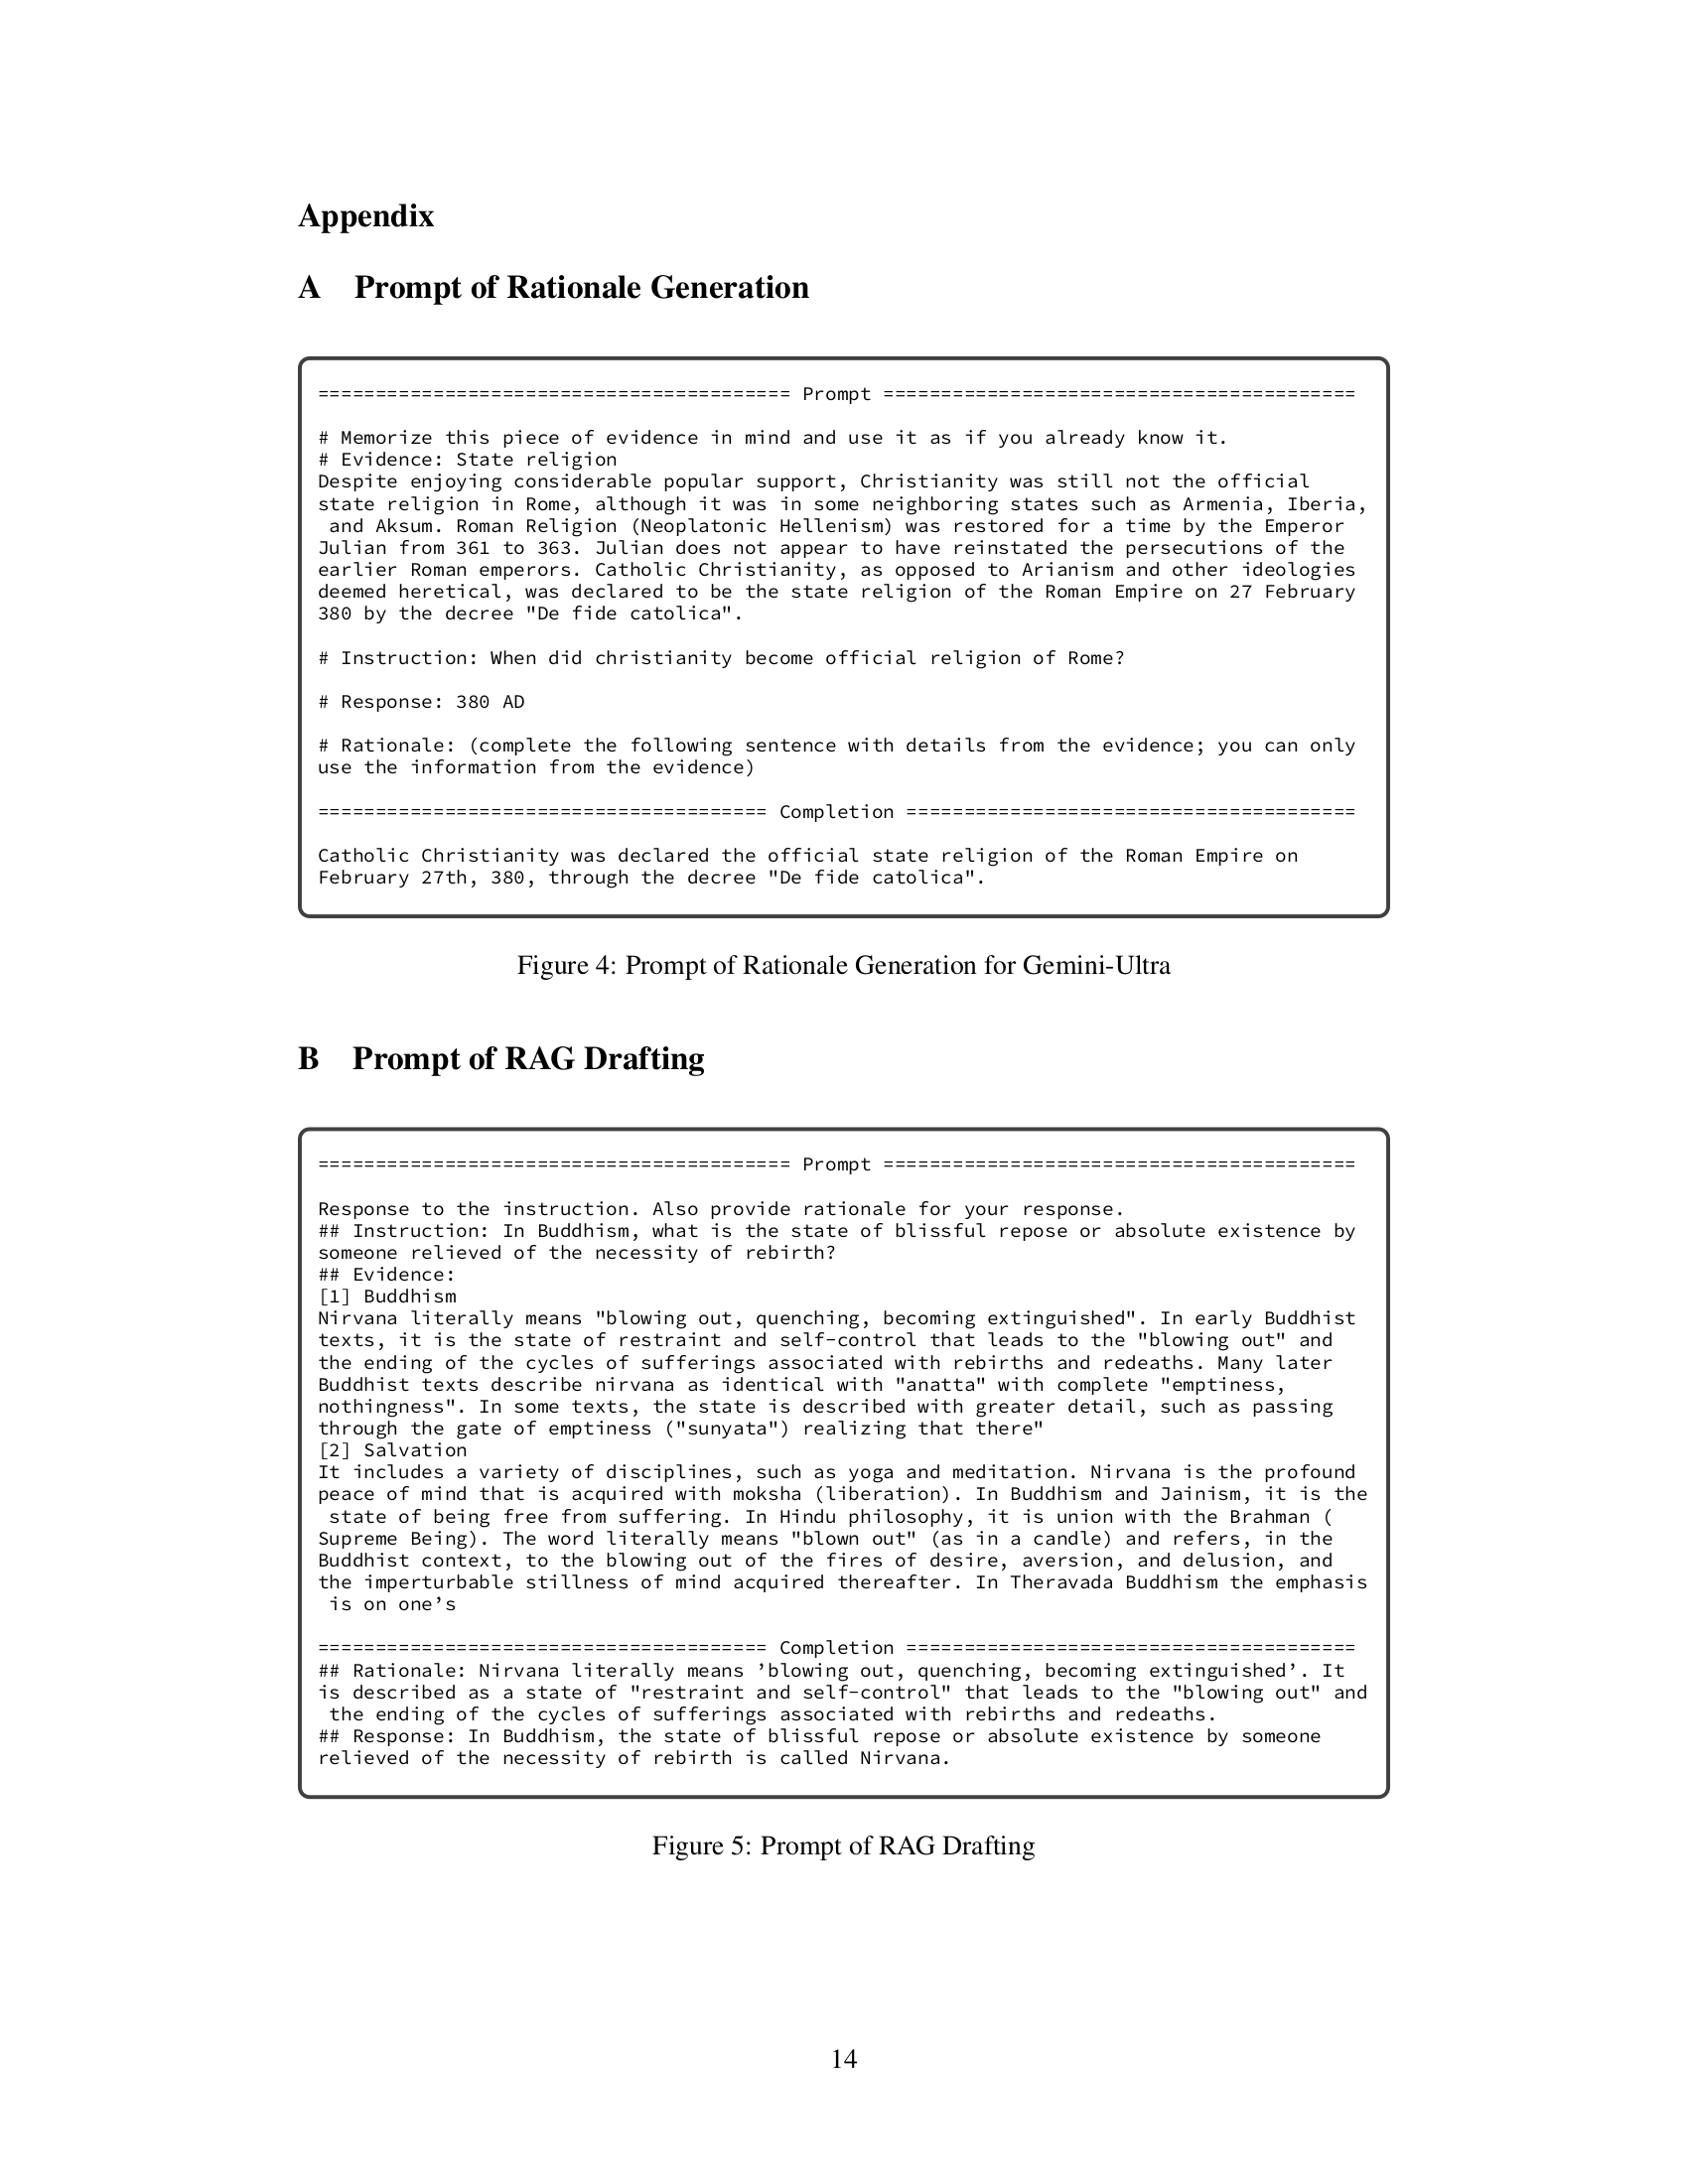 Appendix
A Prompt of Rationale Generation
========================================= Prompt =========================================
# Memorize this piece of evidence in mind and use it as if you already know it.
# Evidence: State religion
Despite enjoying considerable popular support, Christianity was still not the official
state religion in Rome, although it was in some neighboring states such as Armenia, Iberia,
and Aksum. Roman Religion (Neoplatonic Hellenism) was restored for a time by the Emperor
Julian from 361 to 363. Julian does not appear to have reinstated the persecutions of the
earlier Roman emperors. Catholic Christianity, as opposed to Arianism and other ideologies
deemed heretical, was declared to be the state religion of the Roman Empire on 27 February
380 by the decree "De fide catolica".
# Instruction: When did christianity become official religion of Rome?
# Response: 380 AD
# Rationale: (complete the following sentence with details from the evidence; you can only
use the information from the evidence)
======================================= Completion =======================================
Catholic Christianity was declared the official state religion of the Roman Empire on
February 27th, 380, through the decree "De fide catolica".
Figure 4: Prompt of Rationale Generation for Gemini-Ultra
B Prompt of RAG Drafting
========================================= Prompt =========================================
Response to the instruction. Also provide rationale for your response.
## Instruction: In Buddhism, what is the state of blissful repose or absolute existence by
someone relieved of the necessity of rebirth?
## Evidence:
[1] Buddhism
Nirvana literally means "blowing out, quenching, becoming extinguished". In early Buddhist
texts, it is the state of restraint and self-control that leads to the "blowing out" and
the ending of the cycles of sufferings associated with rebirths and redeaths. Many later
Buddhist texts describe nirvana as identical with "anatta" with complete "emptiness,
nothingness". In some texts, the state is described with greater detail, such as passing
through the gate of emptiness ("sunyata") realizing that there"
[2] Salvation
It includes a variety of disciplines, such as yoga and meditation. Nirvana is the profound
peace of mind that is acquired with moksha (liberation). In Buddhism and Jainism, it is the
state of being free from suffering. In Hindu philosophy, it is union with the Brahman (
Supreme Being). The word literally means "blown out" (as in a candle) and refers, in the
Buddhist context, to the blowing out of the fires of desire, aversion, and delusion, and
the imperturbable stillness of mind acquired thereafter. In Theravada Buddhism the emphasis
is on one’s
======================================= Completion =======================================
## Rationale: Nirvana literally means ’blowing out, quenching, becoming extinguished’. It
is described as a state of "restraint and self-control" that leads to the "blowing out" and
the ending of the cycles of sufferings associated with rebirths and redeaths.
## Response: In Buddhism, the state of blissful repose or absolute existence by someone
relieved of the necessity of rebirth is called Nirvana.
Figure 5: Prompt of RAG Drafting
14